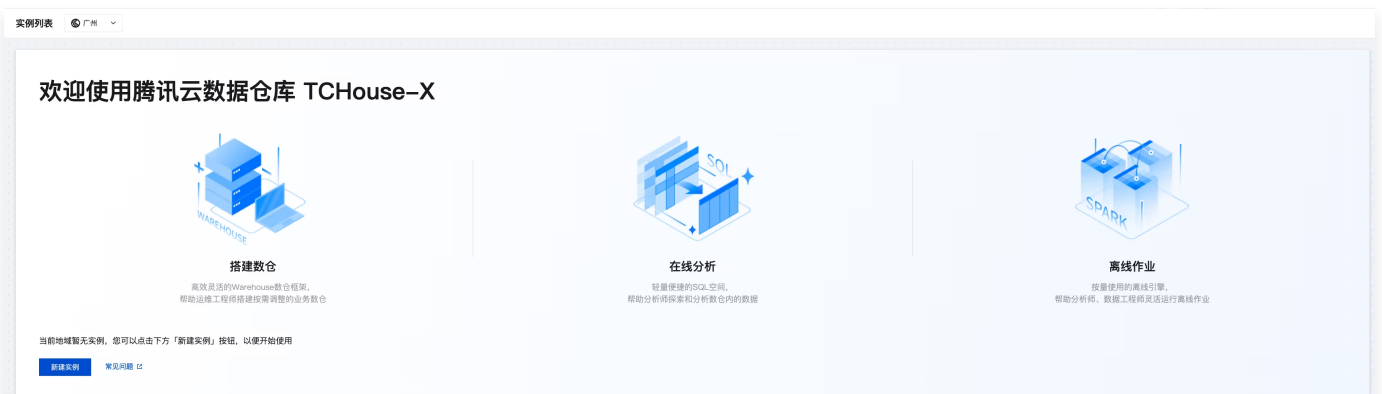 实例列表 广州
欢迎使用腾讯云数据仓库 TCHouse-X
WAREHOUSE
SQL
SPARK
搭建数仓
高效灵活的Warehouse数仓框架，
帮助运维工程师搭建按需调整的业务数仓
在线分析
轻量便捷的SQL空间，
帮助分析师探索和分析数仓内的数据
离线作业
按量使用的离线引擎，
帮助分析师、数据工程师灵活运行离线作业
当前地域暂无实例，您可以点击下方「新建实例」按钮，以便开始使用
新建实例 常见问题